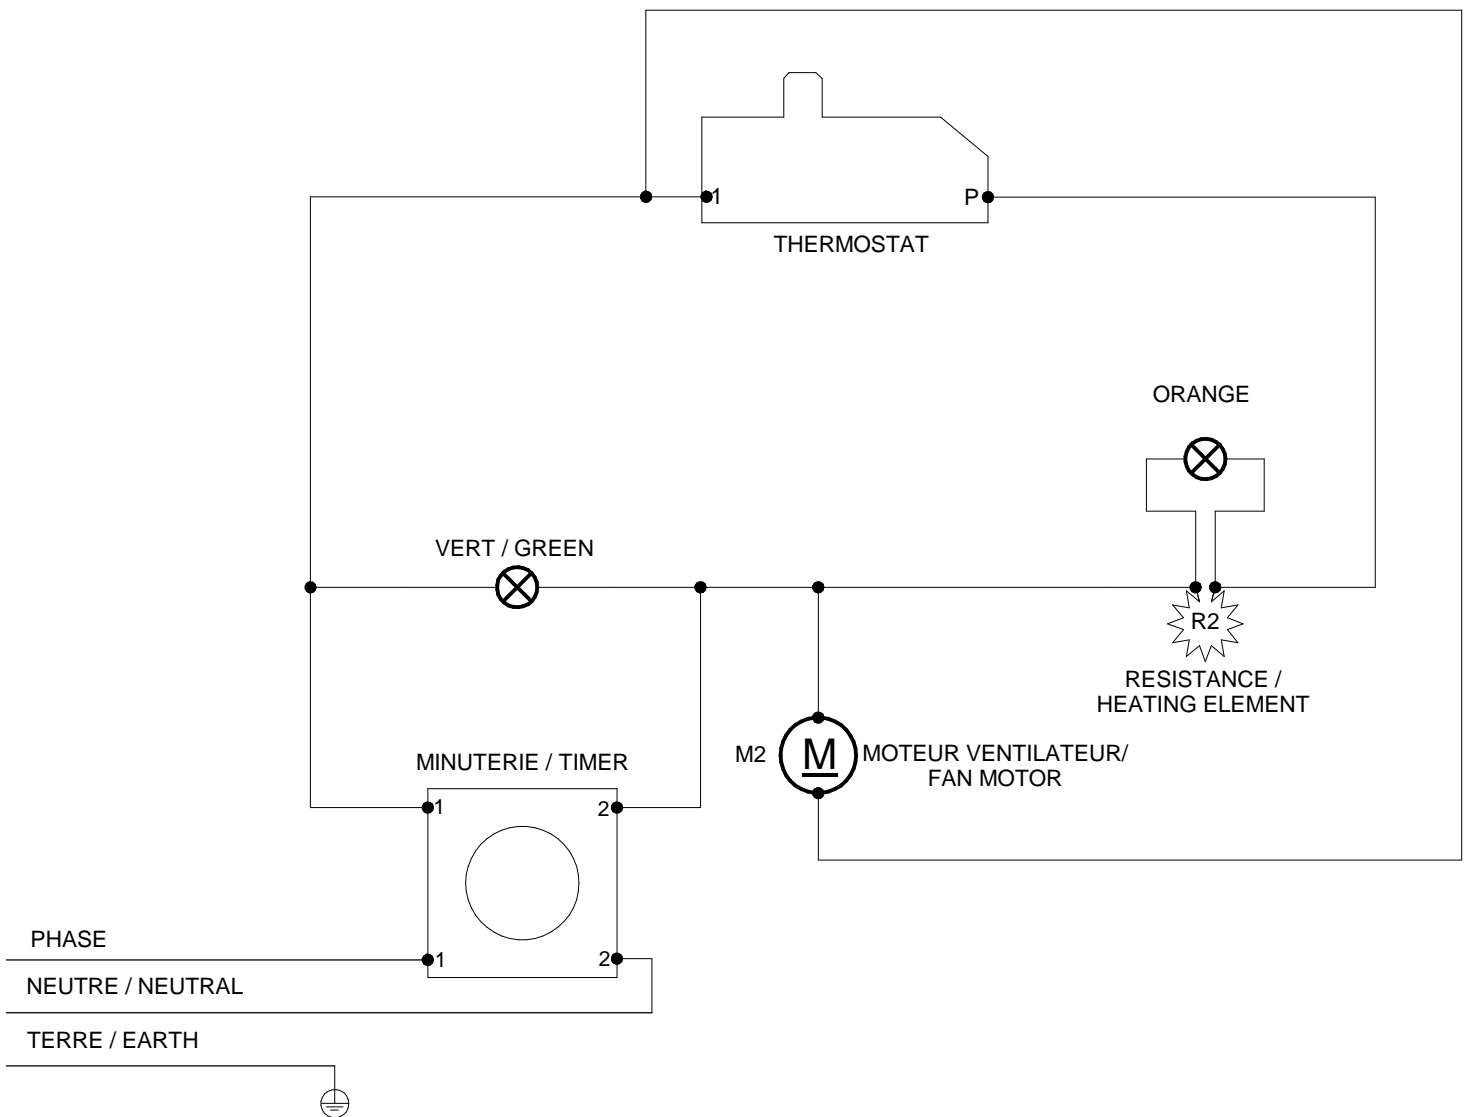 1
P
THERMOSTAT
ORANGE
VERT / GREEN
R2
RESISTANCE /
HEATING ELEMENT
M2
M
MOTEUR VENTILATEUR/
FAN MOTOR
MINUTERIE / TIMER
1
2
PHASE
1
2
NEUTRE / NEUTRAL
TERRE / EARTH